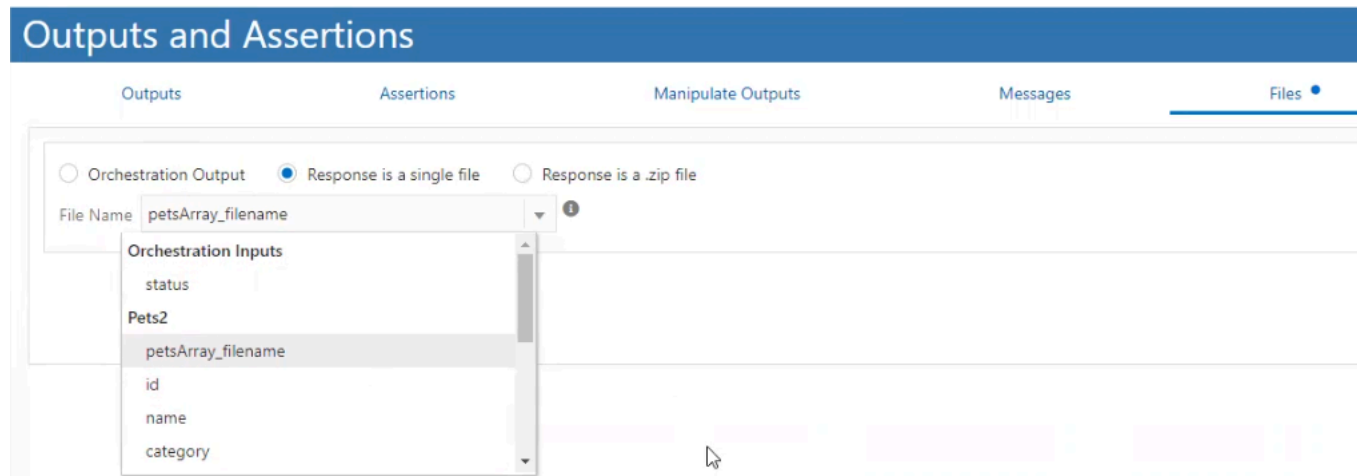 Outputs and Assertions
Outputs Assertions Manipulate Outputs Messages Files
Orchestration Output Response is a single file Response is a .zip file
File Name petsArray_filename
Orchestration Inputs
status
Pets2
petsArray_filename
id
name
category